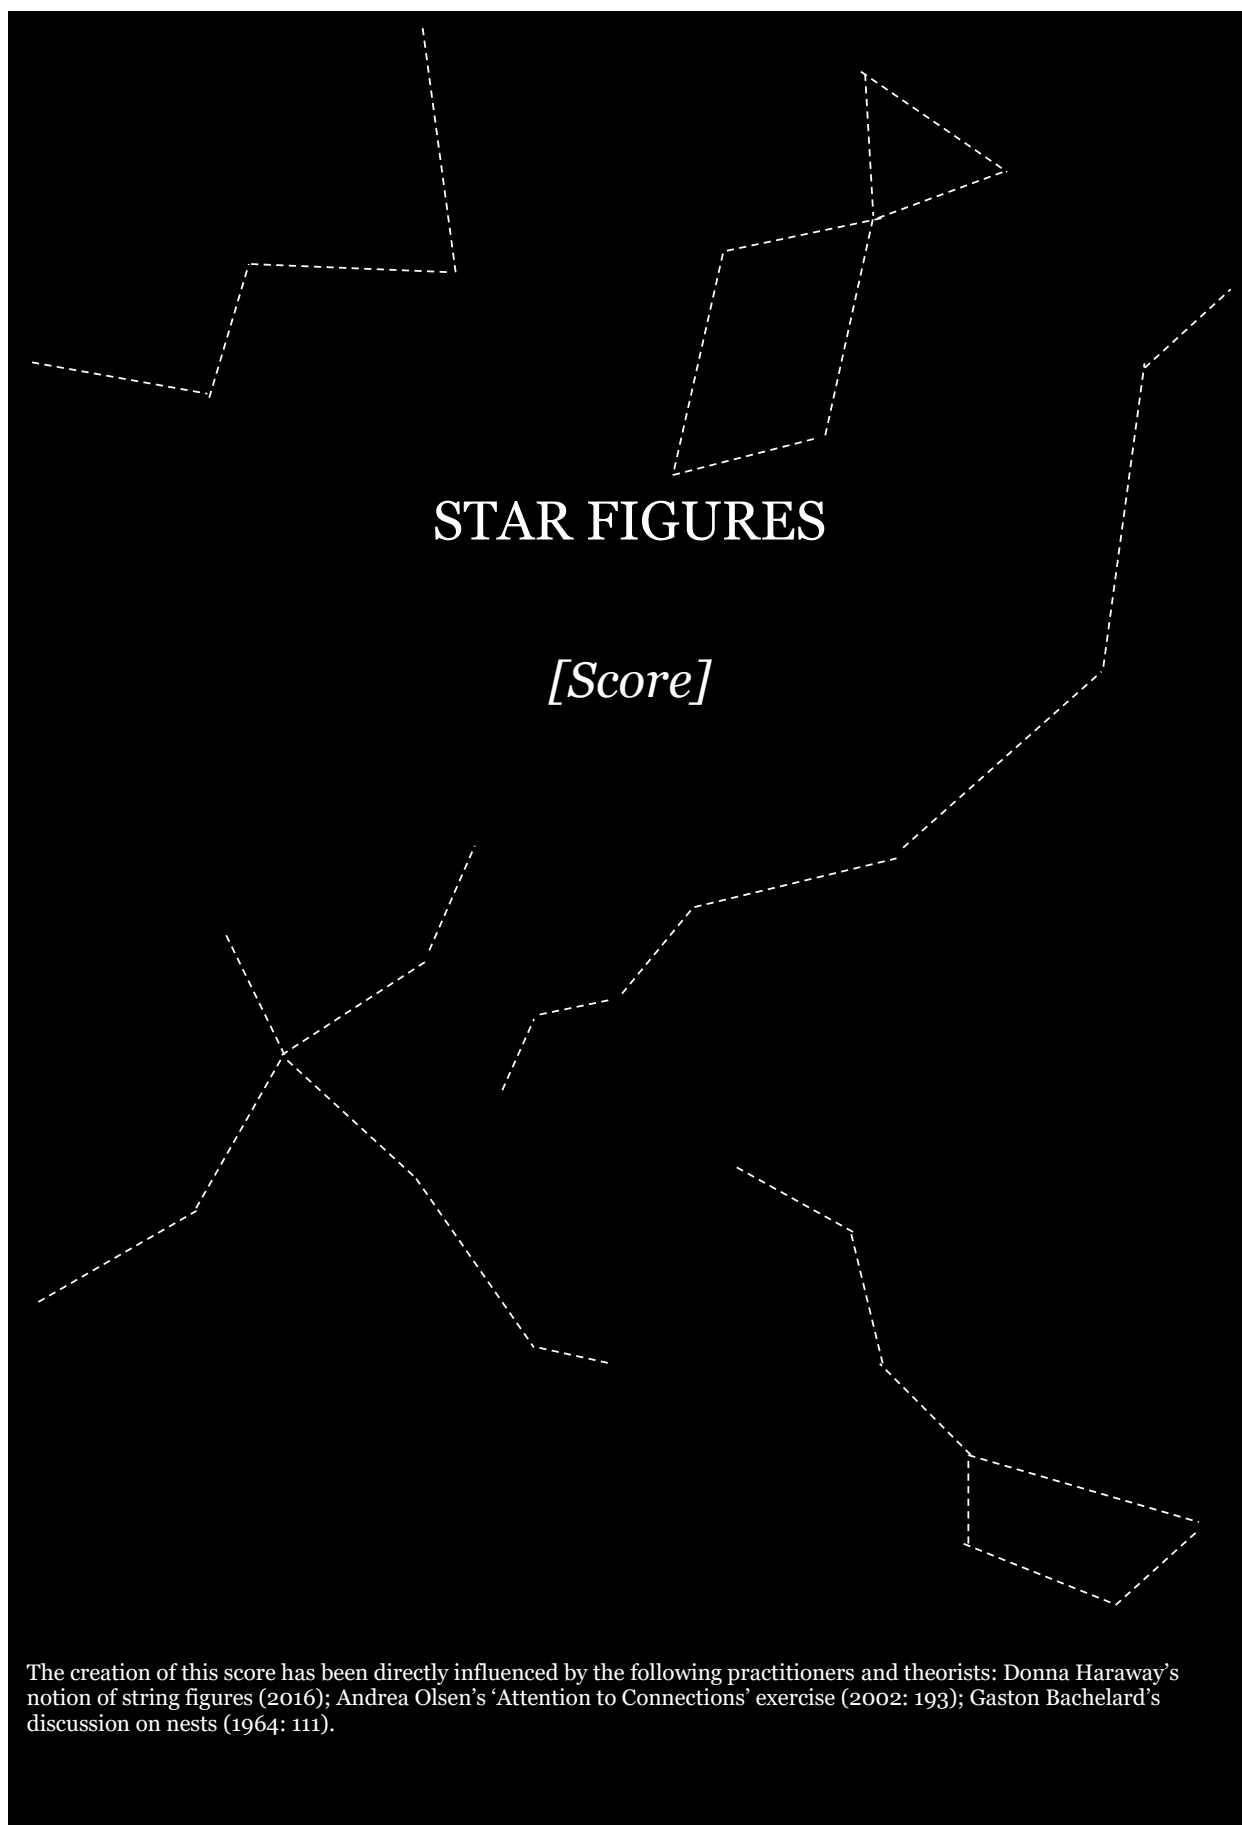 STAR FIGURES
[Score]
The creation of this score has been directly influenced by the following practitioners and theorists: Donna Haraway’s
notion of string figures (2016); Andrea Olsen’s ‘Attention to Connections’ exercise (2002: 193); Gaston Bachelard’s
discussion on nests (1964: 111).